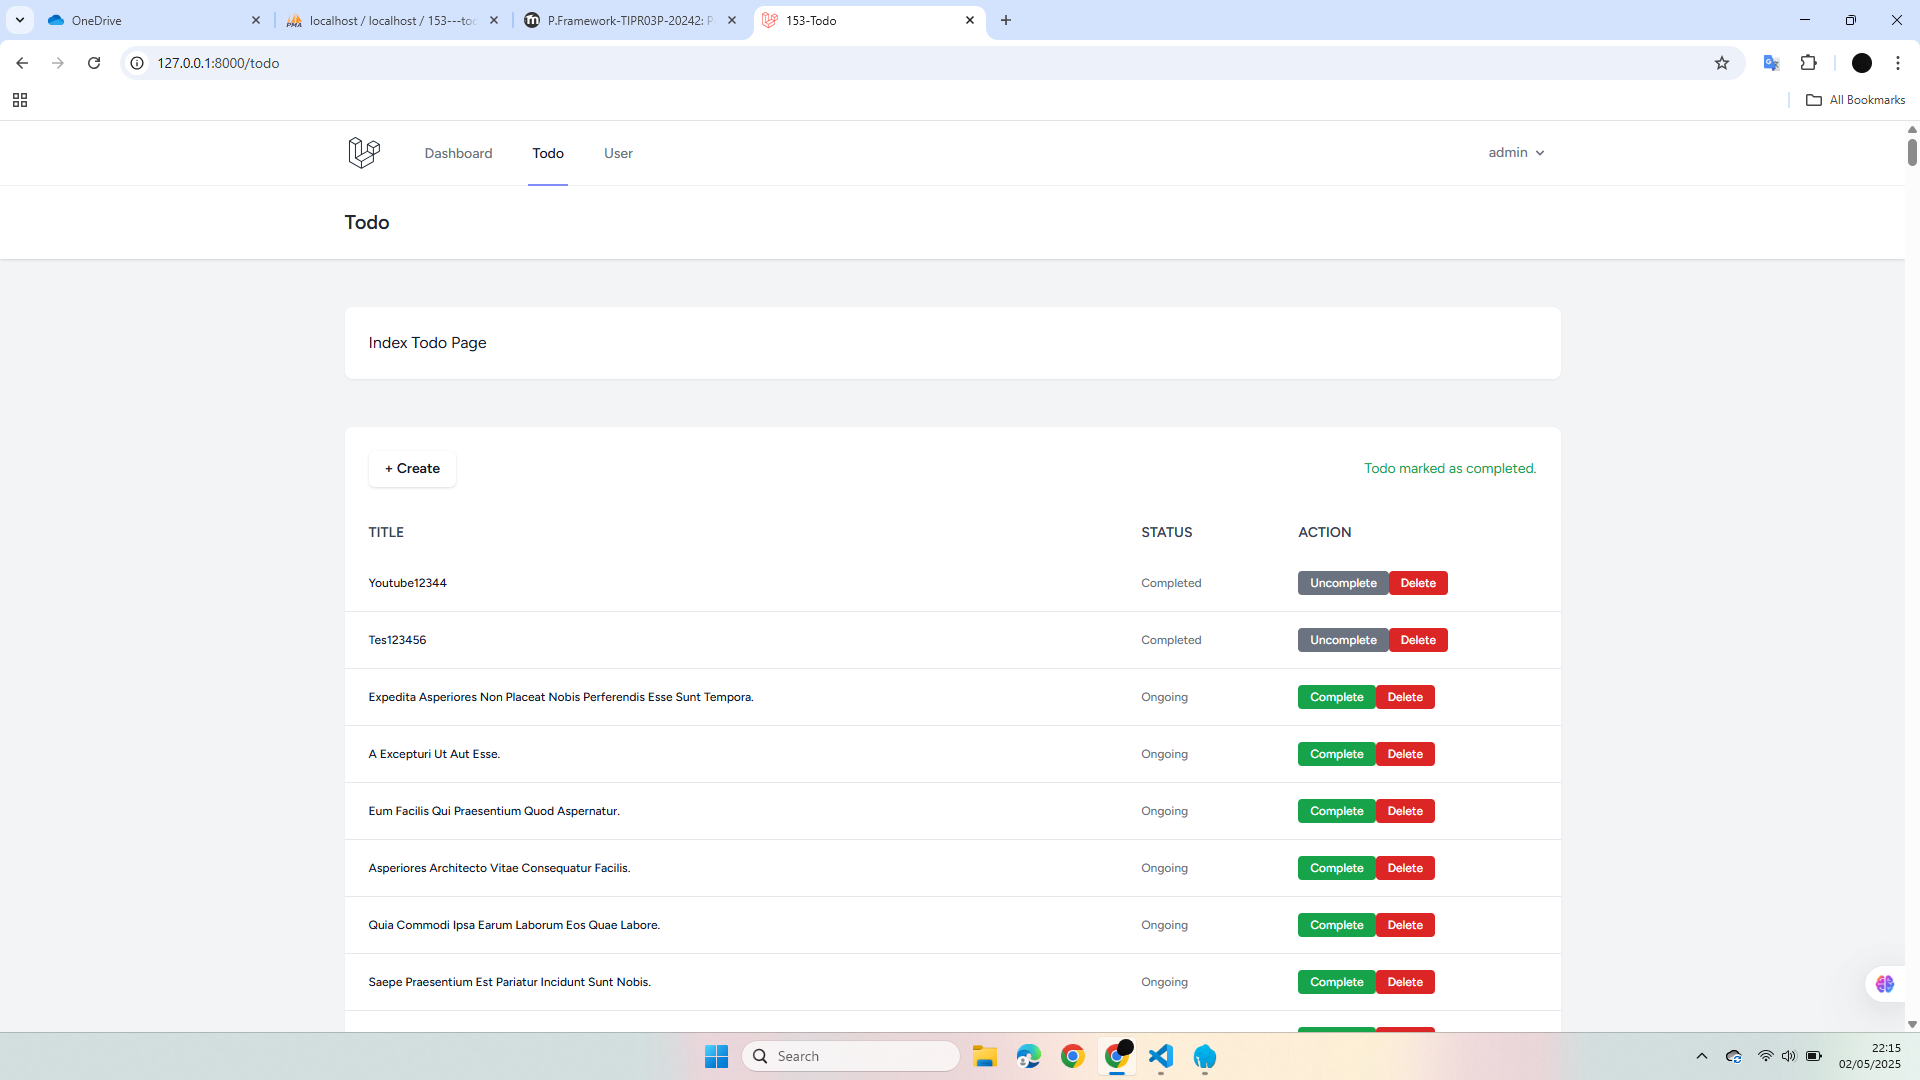 OneDrive
localhost / localhost / 153---too
P.Framework-TIPR03P-20242: P
153-Todo
127.0.0.1:8000/todo
All Bookmarks
Dashboard
Todo
User
admin
Todo
Index Todo Page
+ Create
Todo marked as completed.
TITLE STATUS ACTION
Youtube12344 Completed Uncomplete Delete
Tes123456 Completed Uncomplete Delete
Expedita Asperiores Non Placeat Nobis Perferendis Esse Sunt Tempora. Ongoing Complete Delete
A Excepturi Ut Aut Esse. Ongoing Complete Delete
Eum Facilis Qui Praesentium Quod Aspernatur. Ongoing Complete Delete
Asperiores Architecto Vitae Consequatur Facilis. Ongoing Complete Delete
Quia Commodi Ipsa Earum Laborum Eos Quae Labore. Ongoing Complete Delete
Saepe Praesentium Est Pariatur Incidunt Sunt Nobis. Ongoing Complete Delete
Search
22:15
02/05/2025